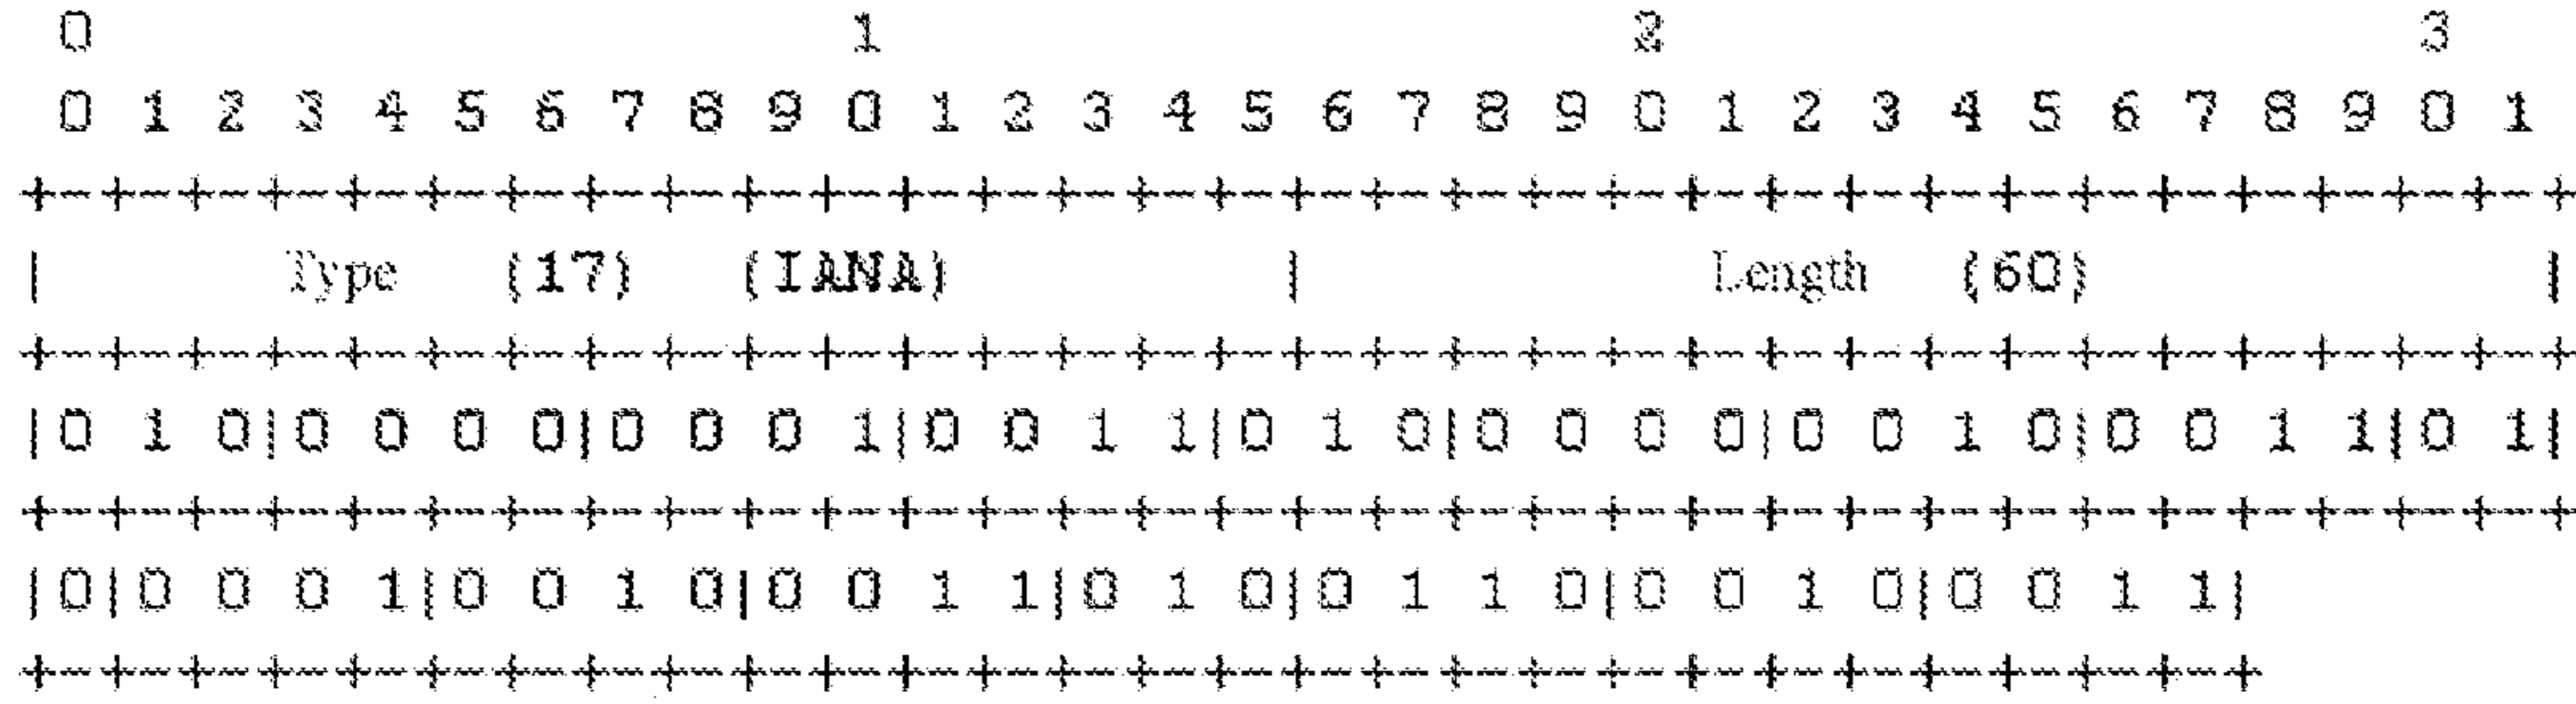 0 1 2 3
0 1 2 3 4 5 6 7 8 9 0 1 2 3 4 5 6 7 8 9 0 1 2 3 4 5 6 7 8 9 0 1
+-+-+-+-+-+-+-+-+-+-+-+-+-+-+-+-+-+-+-+-+-+-+-+-+-+-+-+-+-+-+-+-+
| Type (17) (IANA) | Length (60) |
+-+-+-+-+-+-+-+-+-+-+-+-+-+-+-+-+-+-+-+-+-+-+-+-+-+-+-+-+-+-+-+-+
|0 1 0|0 0 0 0|0 0 0 1|0 0 1 1|0 1 0|0 0 0 0|0 0 1 0|0 0 1 1|0 1|
+-+-+-+-+-+-+-+-+-+-+-+-+-+-+-+-+-+-+-+-+-+-+-+-+-+-+-+-+-+-+-+-+
|0|0 0 0 1|0 0 1 0|0 0 1 1|0 1 0|0 1 1 0|0 0 1 0|0 0 1 1|
+-+-+-+-+-+-+-+-+-+-+-+-+-+-+-+-+-+-+-+-+-+-+-+-+-+-+-+-+